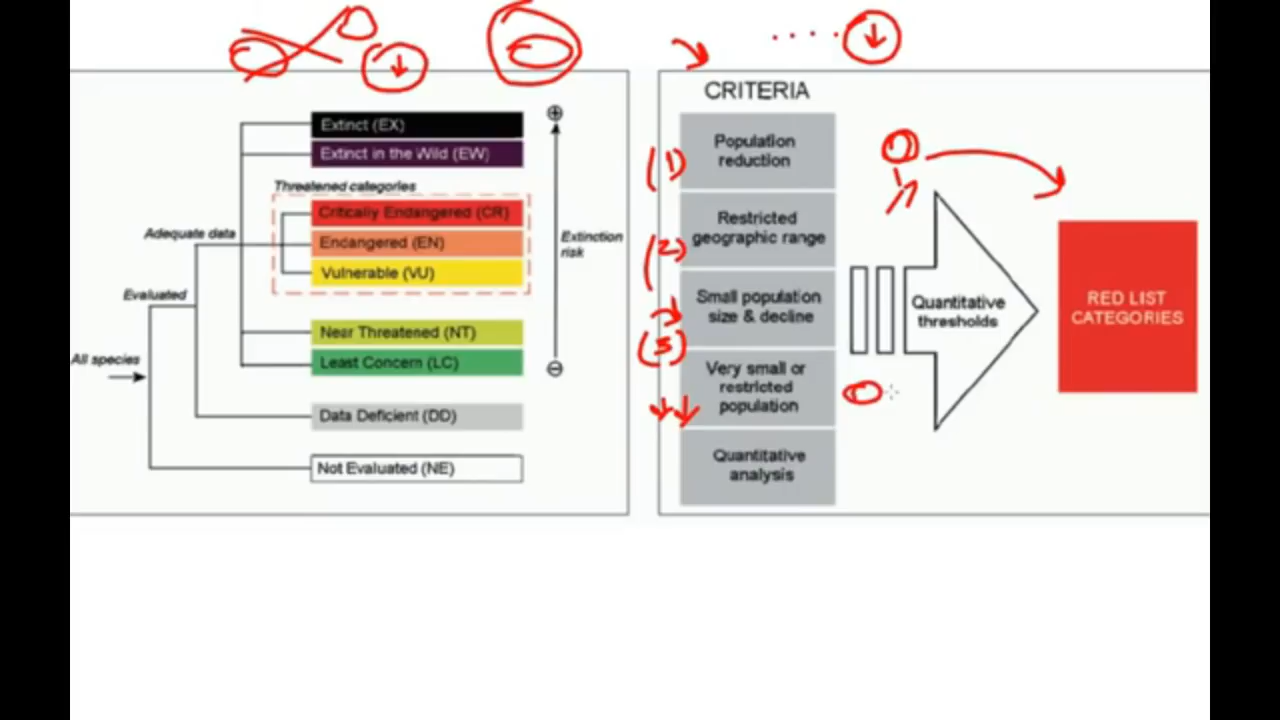 Extinct (EX)
Extinct in the Wild (EW)
Threatened categories
Critically Endangered (CR)
Adequate data
Endangered (EN)
Extinction
risk
Vulnerable (VU)
Evaluated
Near Threatened (NT)
All species
Least Concern (LC)
Data Deficient (DD)
Not Evaluated (NE)
CRITERIA
(1)
Population
reduction
(2)
Restricted
geographic range
Small population
size & decline
(3)
Very small or
restricted
population
Quantitative
analysis
Quantitative
thresholds
RED LIST
CATEGORIES